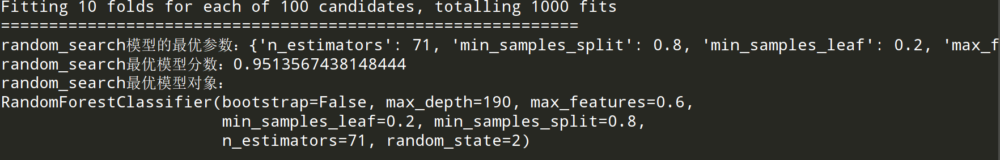 Fitting 10 folds for each of 100 candidates, totalling 1000 fits
============================================================
random_search模型的最优参数：{'n_estimators': 71, 'min_samples_split': 0.8, 'min_samples_leaf': 0.2, 'max_f
random_search最优模型分数：0.9513567438148444
random_search最优模型对象：
RandomForestClassifier(bootstrap=False, max_depth=190, max_features=0.6,
min_samples_leaf=0.2, min_samples_split=0.8,
n_estimators=71, random_state=2)